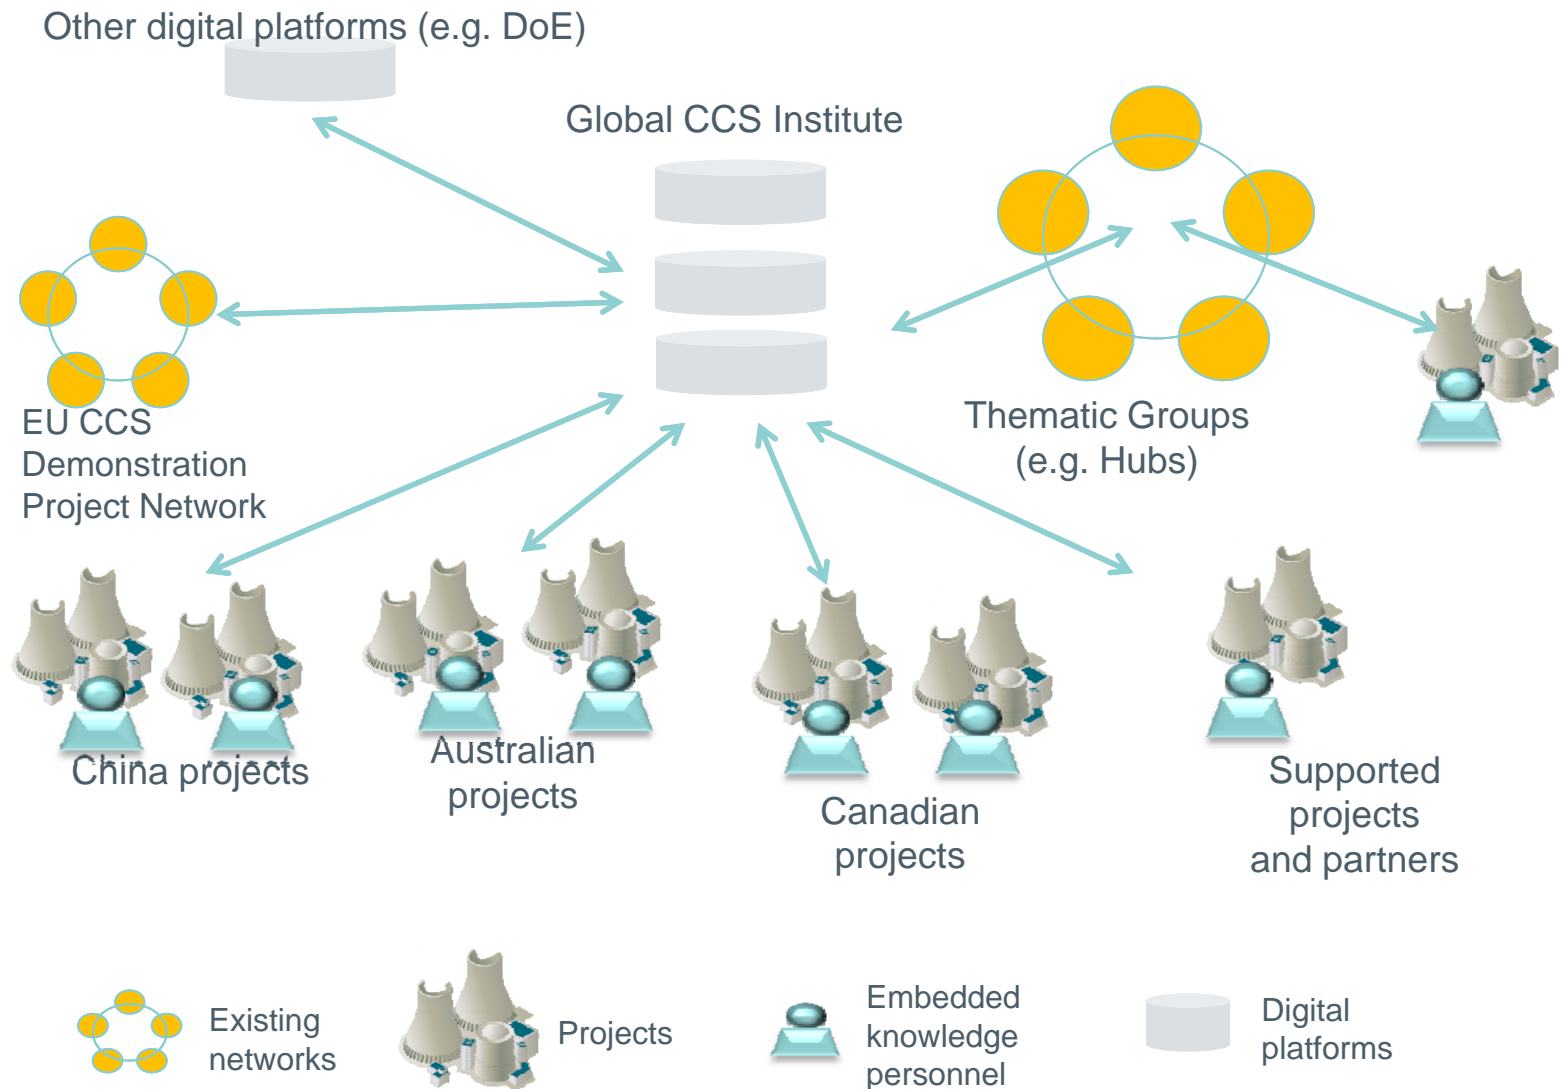 Other digital platforms (e.g. DoE)
Global CCS Institute
EU CCS
Demonstration
Project Network
Thematic Groups
(e.g. Hubs)
China projects
Australian
projects
Canadian
projects
Supported
projects
and partners
Existing
networks
Projects
Embedded
knowledge
personnel
Digital
platforms